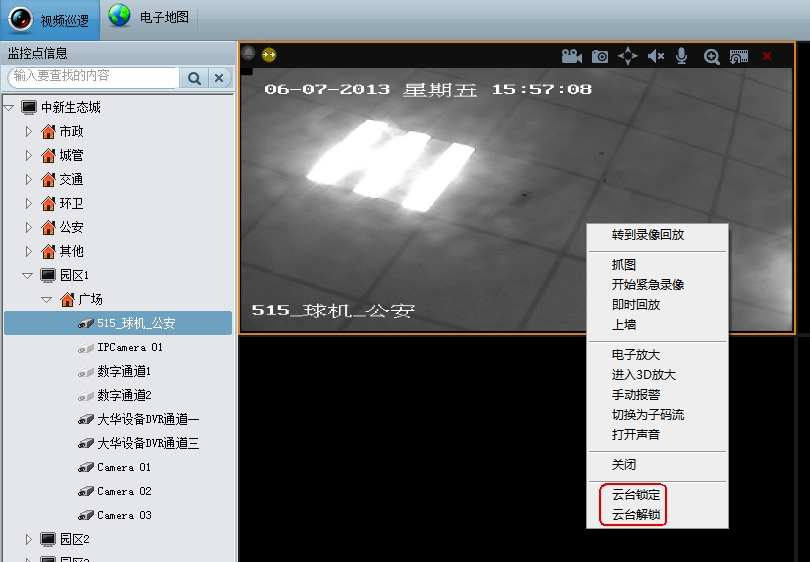 视频巡逻
电子地图
监控点信息
输入要查找的内容
中新生态城
市政
城管
交通
环卫
公安
其他
园区1
广场
515_球机_公安
IPCamera 01
数字通道1
数字通道2
大华设备DVR通道一
大华设备DVR通道三
Camera 01
Camera 02
Camera 03
园区2
06-07-2013 星期五 15:57:08
515_球机_公安
转到录像回放
抓图
开始紧急录像
即时回放
上墙
电子放大
进入3D放大
手动报警
切换为子码流
打开声音
关闭
云台锁定
云台解锁